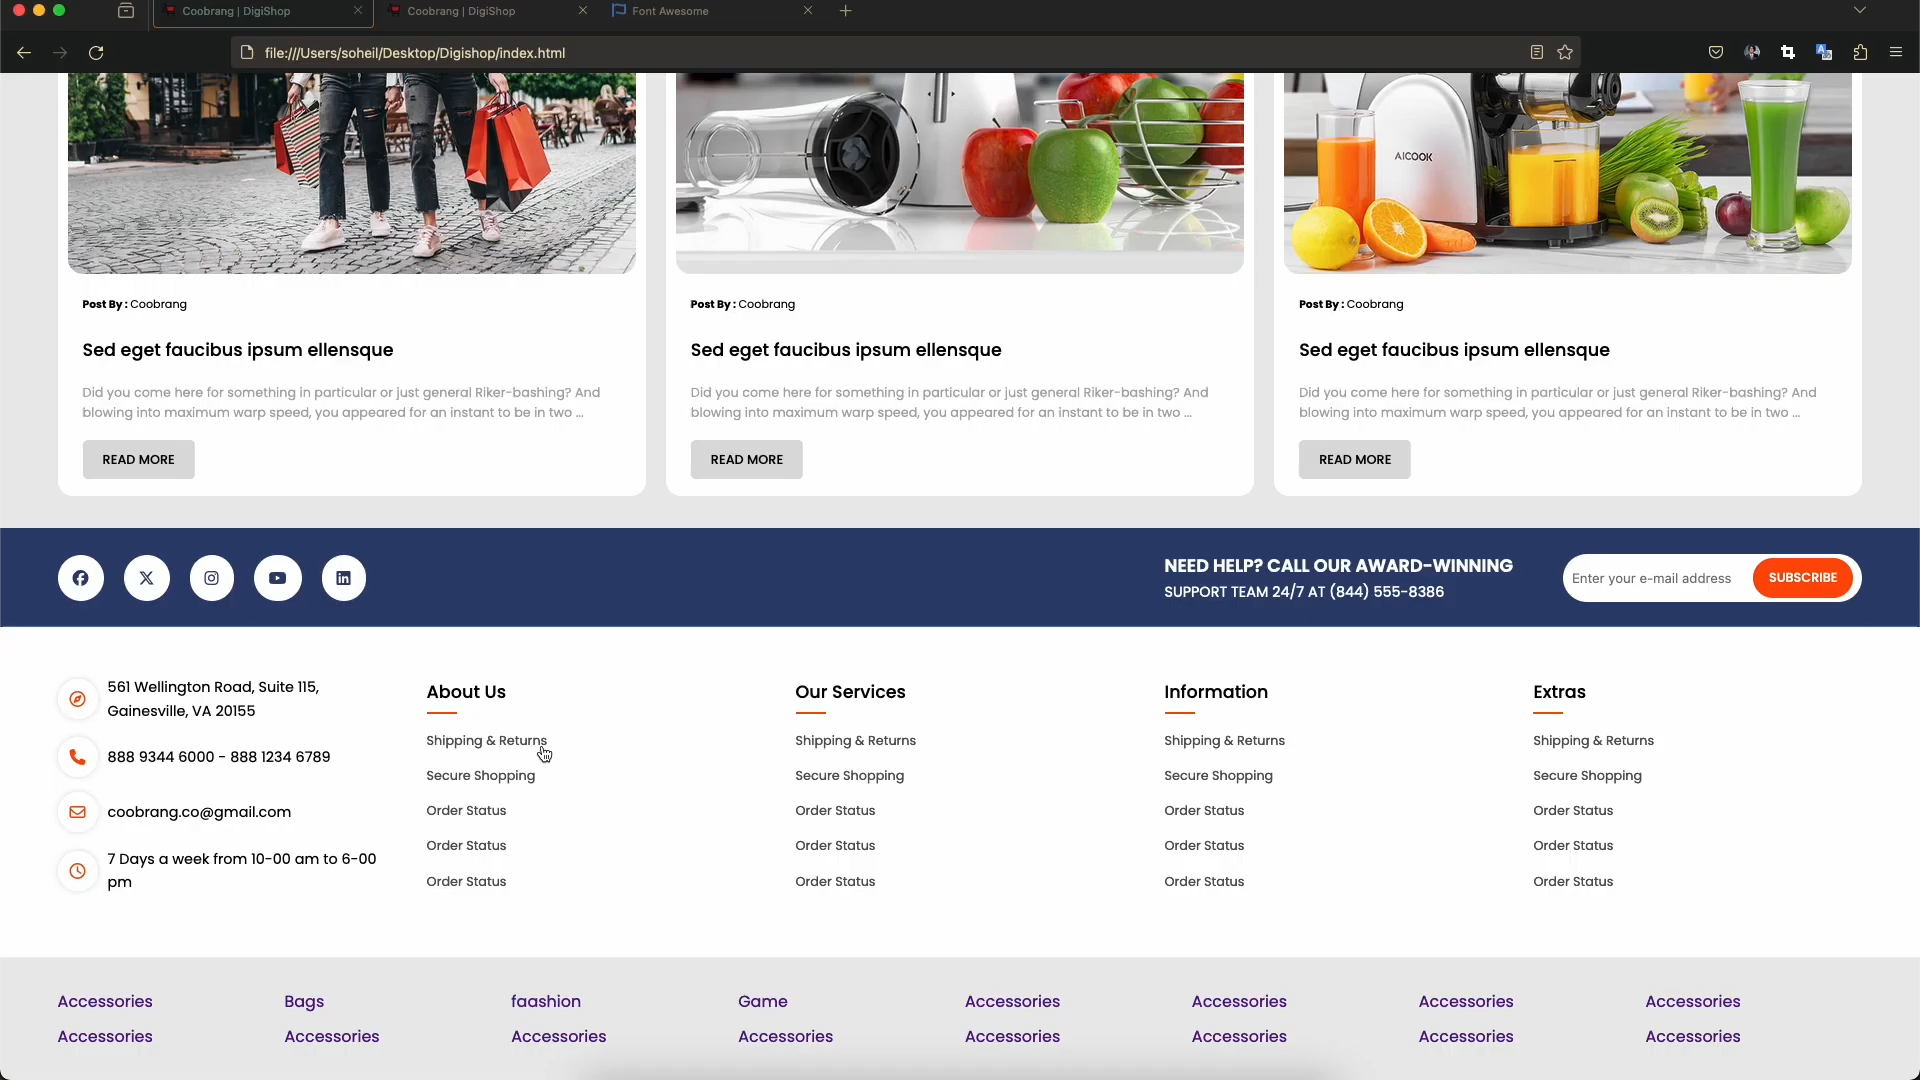 Coobrang | DigiShop
Coobrang | DigiShop
Font Awesome
file:///Users/soheil/Desktop/Digishop/index.html
AICOOK
Post By : Coobrang
Post By : Coobrang
Post By : Coobrang
Sed eget faucibus ipsum ellensque
Sed eget faucibus ipsum ellensque
Sed eget faucibus ipsum ellensque
Did you come here for something in particular or just general Riker-bashing? And
blowing into maximum warp speed, you appeared for an instant to be in two ...
Did you come here for something in particular or just general Riker-bashing? And
blowing into maximum warp speed, you appeared for an instant to be in two ...
Did you come here for something in particular or just general Riker-bashing? And
blowing into maximum warp speed, you appeared for an instant to be in two ...
READ MORE
READ MORE
READ MORE
NEED HELP? CALL OUR AWARD-WINNING
SUPPORT TEAM 24/7 AT (844) 555-8386
Enter your e-mail address
SUBSCRIBE
561 Wellington Road, Suite 115,
Gainesville, VA 20155
888 9344 6000 - 888 1234 6789
coobrang.co@gmail.com
7 Days a week from 10-00 am to 6-00
pm
About Us
Shipping & Returns
Secure Shopping
Order Status
Order Status
Order Status
Our Services
Shipping & Returns
Secure Shopping
Order Status
Order Status
Order Status
Information
Shipping & Returns
Secure Shopping
Order Status
Order Status
Order Status
Extras
Shipping & Returns
Secure Shopping
Order Status
Order Status
Order Status
Accessories
Bags
faashion
Game
Accessories
Accessories
Accessories
Accessories
Accessories
Accessories
Accessories
Accessories
Accessories
Accessories
Accessories
Accessories